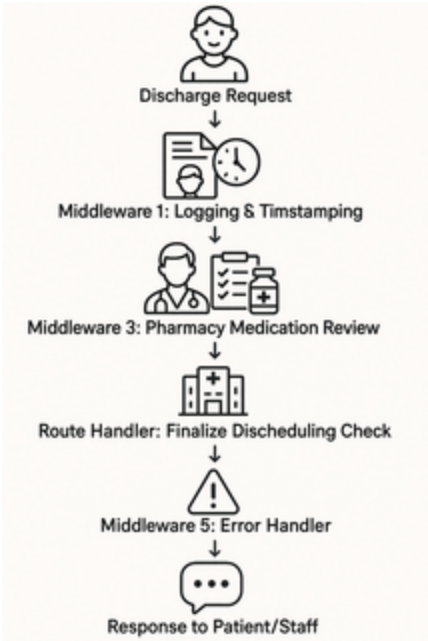 Discharge Request
Middleware 1: Logging & Timstamping
Middleware 3: Pharmacy Medication Review
Route Handler: Finalize Discheduling Check
Middleware 5: Error Handler
Response to Patient/Staff